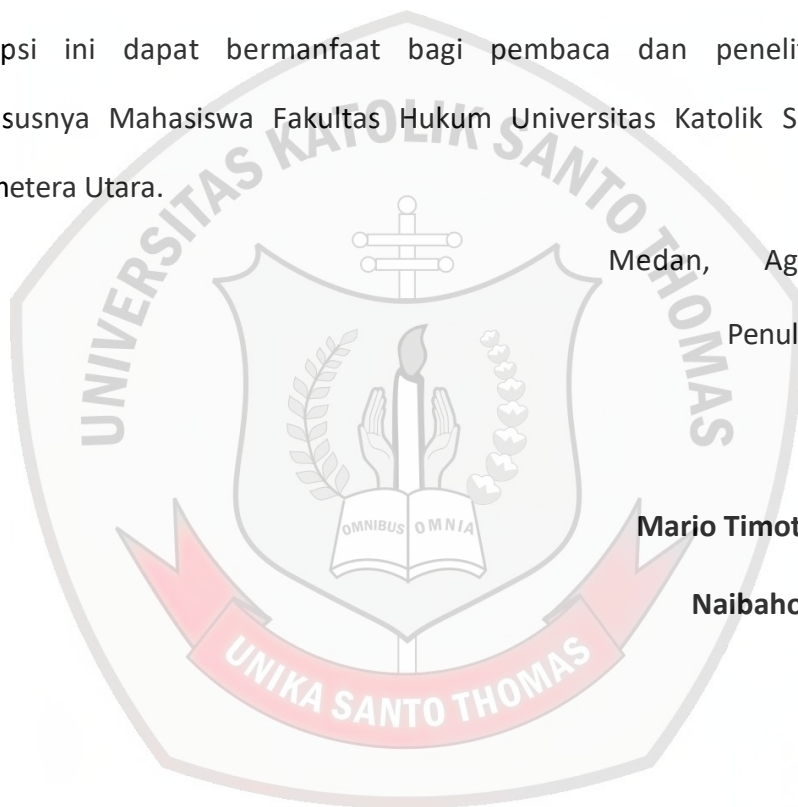 psi ini dapat bermanfaat bagi pembaca dan penelit
susnya Mahasiswa Fakultas Hukum Universitas Katolik S
netera Utara.
Medan, Ag
Penul
Mario Timot
Naibaho
UNIVERSITAS KATOLIK SANTO THOMAS
OMNIBUS OMNIA
UNIKA SANTO THOMAS